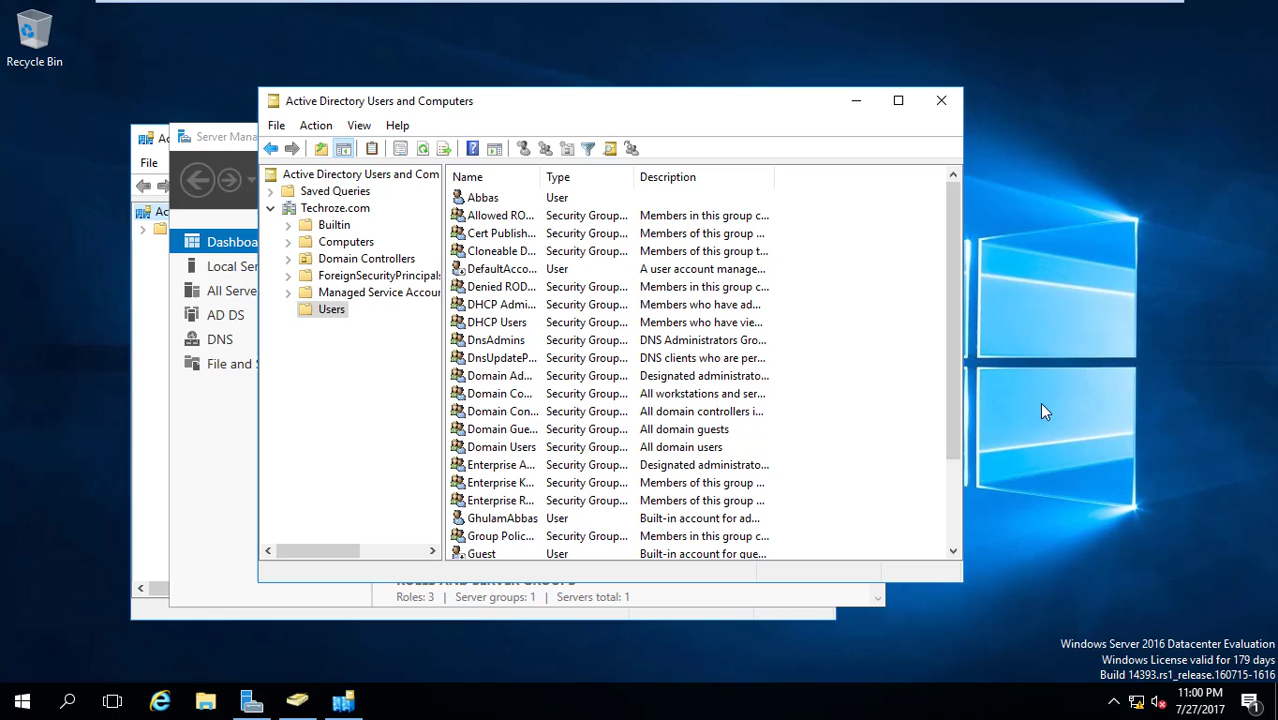 Recycle Bin
Active Directory Users and Computers
File Action View Help
Ac
File
Ac
Server Mana
Dashboa
Local Ser
All Serve
AD DS
DNS
File and S
Active Directory Users and Com
Saved Queries
Techroze.com
Builtin
Computers
Domain Controllers
ForeignSecurityPrincipals
Managed Service Accour
Users
Name Type Description
Abbas User
Allowed RO... Security Group... Members in this group c...
Cert Publish... Security Group... Members of this group ...
Cloneable D... Security Group... Members of this group t...
DefaultAcco... User A user account manage...
Denied ROD... Security Group... Members in this group c...
DHCP Admi... Security Group... Members who have ad...
DHCP Users Security Group... Members who have vie...
DnsAdmins Security Group... DNS Administrators Gro...
DnsUpdateP... Security Group... DNS clients who are per...
Domain Ad... Security Group... Designated administrato...
Domain Co... Security Group... All workstations and ser...
Domain Con... Security Group... All domain controllers i...
Domain Gue... Security Group... All domain guests
Domain Users Security Group... All domain users
Enterprise A... Security Group... Designated administrato...
Enterprise K... Security Group... Members of this group ...
Enterprise R... Security Group... Members of this group ...
GhulamAbbas User Built-in account for ad...
Group Polic... Security Group... Members in this group c...
Guest User Built-in account for gue...
ROLES AND SERVER GROUPS
Roles: 3 | Server groups: 1 | Servers total: 1
Windows Server 2016 Datacenter Evaluation
Windows License valid for 179 days
Build 14393.rs1_release.160715-1616
11:00 PM
7/27/2017
1